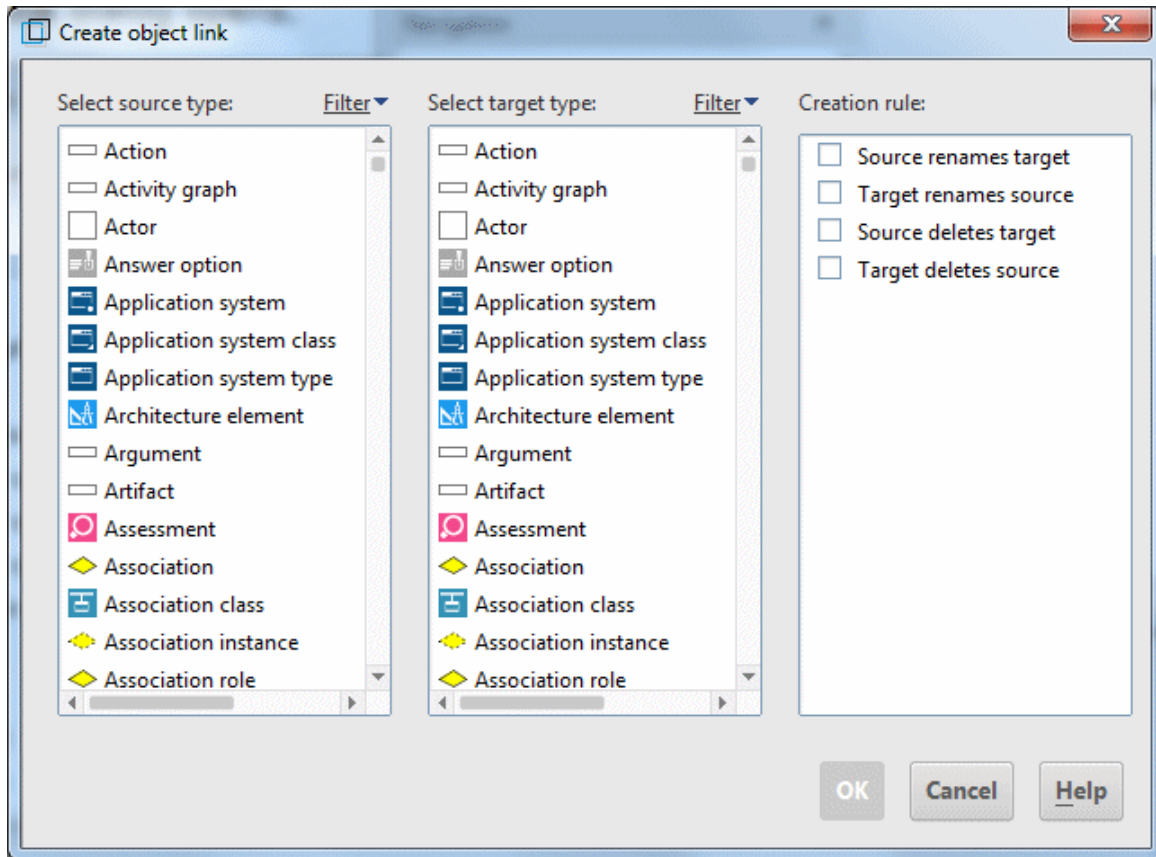 Create object link
Select source type:
Filter
Select target type:
Filter
Creation rule:
Action
Activity graph
Actor
Answer option
Application system
Application system class
Application system type
Architecture element
Argument
Artifact
Assessment
Association
Association class
Association instance
Association role
Action
Activity graph
Actor
Answer option
Application system
Application system class
Application system type
Architecture element
Argument
Artifact
Assessment
Association
Association class
Association instance
Association role
Source renames target
Target renames source
Source deletes target
Target deletes source
OK
Cancel
Help